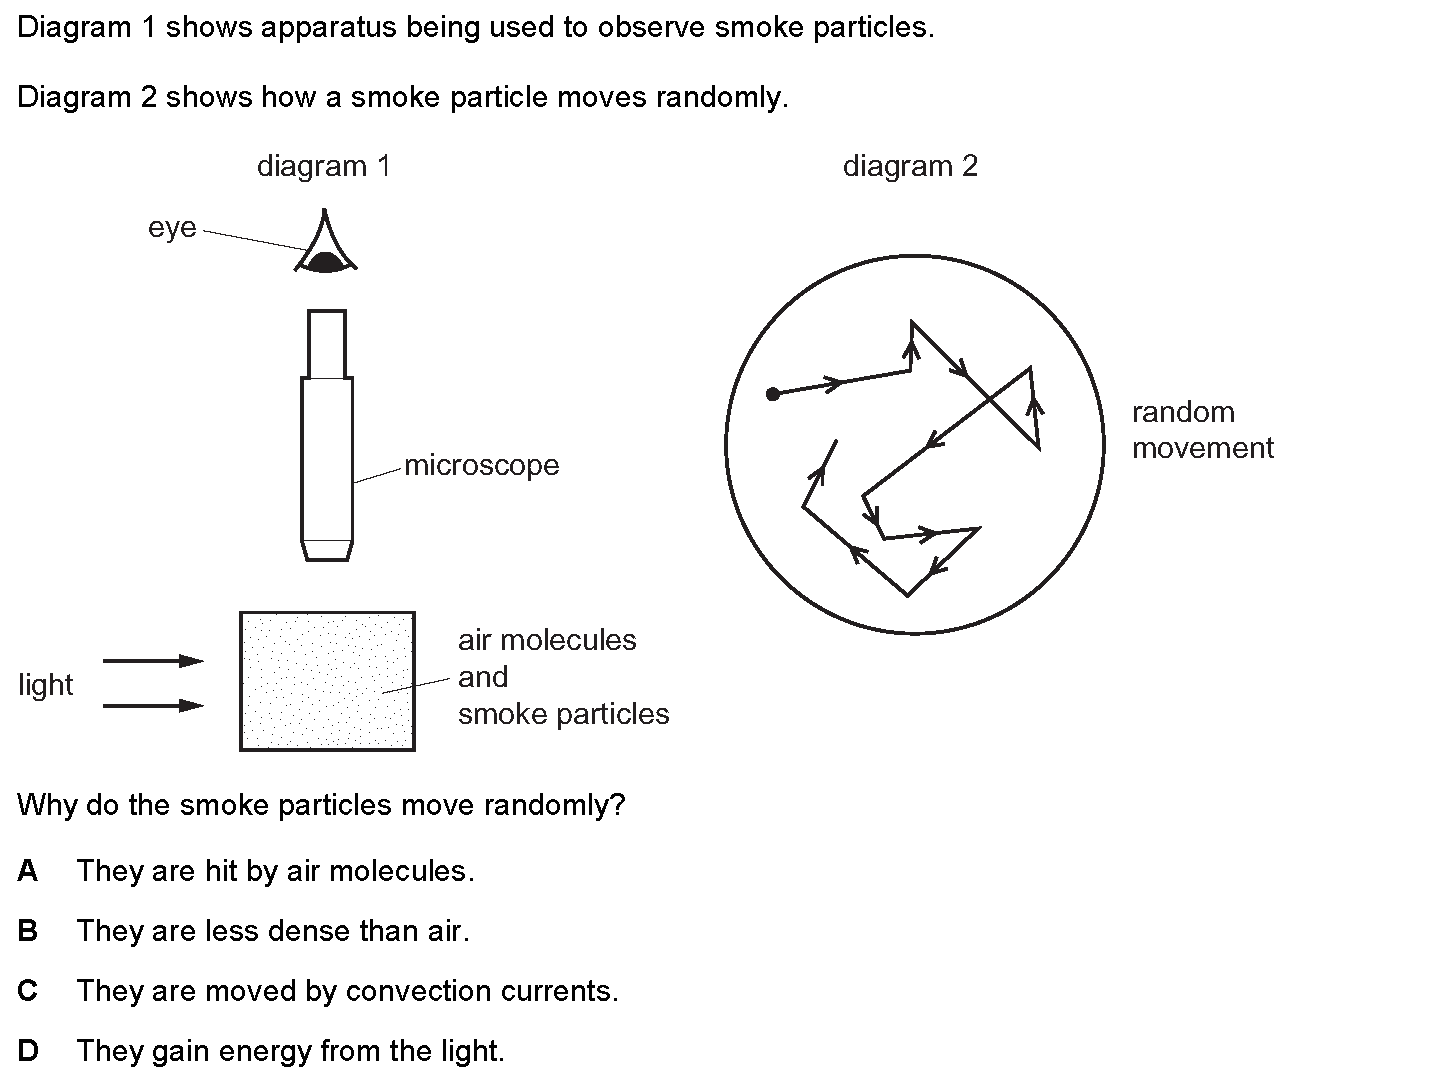 Diagram 1 shows apparatus being used to observe smoke particles.
Diagram 2 shows how a smoke particle moves randomly.
diagram 1
eye
microscope
light
air molecules
and
smoke particles
diagram 2
random
movement
Why do the smoke particles move randomly?
A They are hit by air molecules.
B They are less dense than air.
C They are moved by convection currents.
D They gain energy from the light.